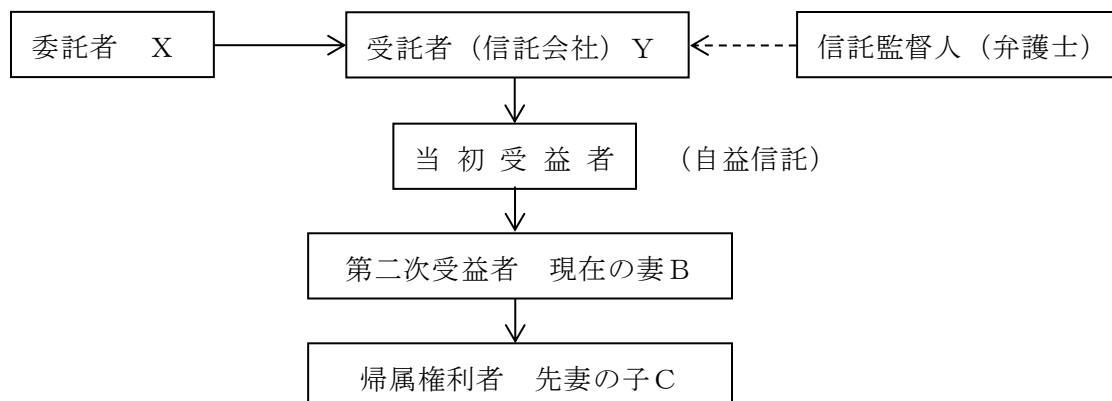 委託者 X
受託者（信託会社）Y
信託監督人（弁護士）
当初受益者
（自益信託）
第二次受益者 現在の妻B
帰属権利者 先妻の子C